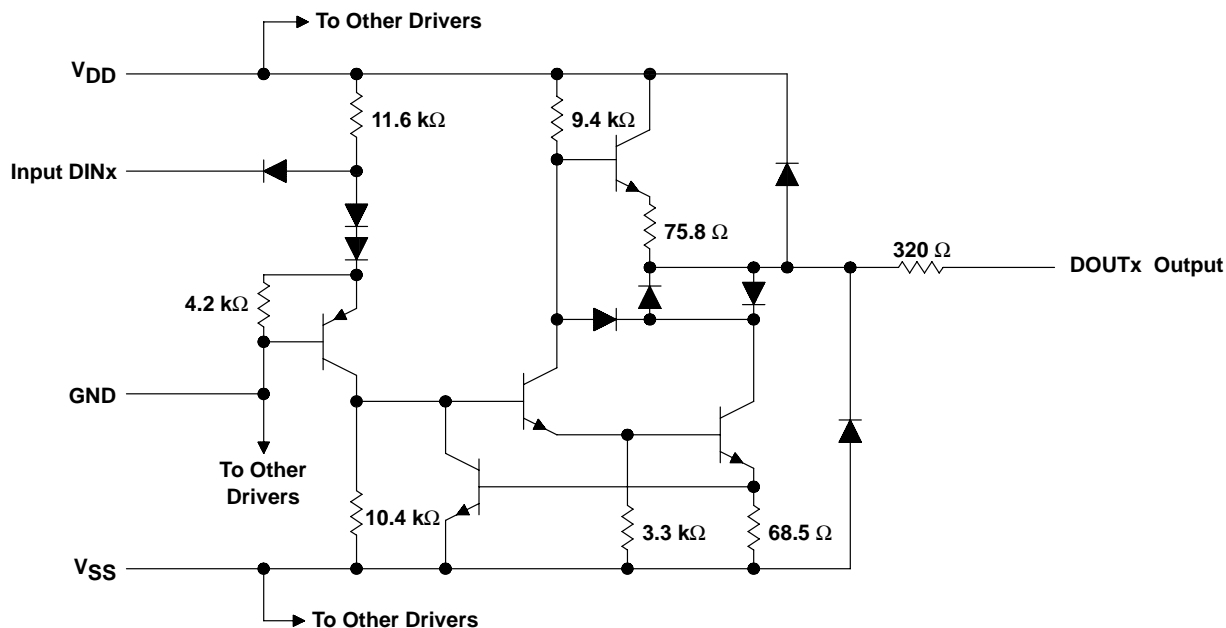 To Other Drivers
VDD
11.6 kΩ
9.4 kΩ
Input DINx
75.8 Ω
320 Ω
DOUTx Output
4.2 kΩ
GND
To Other
Drivers
10.4 kΩ
3.3 kΩ
68.5 Ω
VSS
To Other Drivers